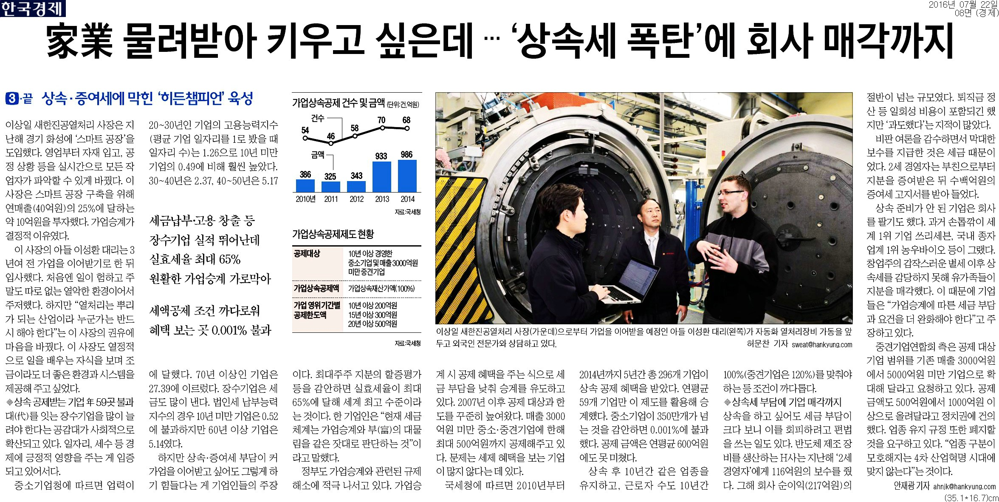 한국경제
2016년 07월 22일
08면 (경제)
家業 물려받아 키우고 싶은데 … ‘상속세 폭탄’에 회사 매각까지
3·끝 상속·증여세에 막힌 ‘히든챔피언’ 육성
이상일 새한진공열처리 사장은 지
난해 경기 화성에 ‘스마트 공장’을
도입했다. 영업부터 자재 입고, 공
정 상황 등을 실시간으로 모든 작
업자가 파악할 수 있게 바꿨다. 이
사장은 스마트 공장 구축을 위해
연매출(40억원)의 25%에 달하는
약 10억원을 투자했다. 가업승계가
결정적 이유였다.
이 사장의 아들 이성환 대리는 3
년여 전 가업을 이어받기로 한 뒤
입사했다. 처음엔 일이 험하고 주
말도 따로 없는 열악한 환경이어서
주저했다. 하지만 “열처리는 뿌리
가 되는 산업이라 누군가는 반드
시 해야 한다”는 이 사장의 권유에
마음을 바꿨다. 이 사장도 열정적
으로 일을 배우는 자식을 보며 조
금이라도 더 좋은 환경과 시스템을
제공해 주고 싶었다.
◆상속 공제받는 기업 年 59곳 불과
대(代)를 잇는 장수기업을 많이 늘
려야 한다는 공감대가 사회적으로
확산되고 있다. 일자리, 세수 등 경
제에 긍정적 영향을 주는 게 입증
되고 있어서다.
중소기업청에 따르면 업력이
20~30년인 기업의 고용능력지수
(평균 기업 일자리를 1로 봤을 때
일자리 수)는 1.26으로 10년 미만
기업의 0.49에 비해 훨씬 높았다.
30~40년은 2.37, 40~50년은 5.17
세금납부·고용 창출 등
장수기업 실적 뛰어난데
실효세율 최대 65%
원활한 가업승계 가로막아
세액공제 조건 까다로워
혜택 보는 곳 0.001% 불과
에 달했다. 70년 이상인 기업은
27.39에 이르렀다. 장수기업은 세
금도 많이 낸다. 법인세 납부능력
지수의 경우 10년 미만 기업은 0.52
에 불과하지만 60년 이상 기업은
5.14였다.
하지만 상속·증여세 부담이 커
가업을 이어받고 싶어도 그렇게 하
기 힘들다는 게 기업인들의 주장
가업상속공제 건수 및 금액 (단위:건,억원)
건수
54 46 58 70 68
금액
386 325 343 933 986
2010년 2011 2012 2013 2014
자료:국세청
가업상속공제제도 현황
공제대상 10년 이상 경영한
중소기업 및 매출 3000억원
미만 중견기업
가업상속공제액 가업상속재산가액(100%)
가업 영위기간별 10년 이상 200억원
공제한도액 15년 이상 300억원
20년 이상 500억원
자료:국세청
이다. 최대주주 지분의 할증평가
등을 감안하면 실효세율이 최대
65%에 달해 세계 최고 수준이라
는 것이다. 한 기업인은 “현재 세금
체계는 가업승계와 부(富)의 대물
림을 같은 잣대로 판단하는 것”이
라고 말했다.
정부도 가업승계와 관련된 규제
해소에 적극 나서고 있다. 가업승
이상일 새한진공열처리 사장(가운데)으로부터 가업을 이어받을 예정인 아들 이성환 대리(왼쪽)가 자동화 열처리장비 가동을 앞
두고 외국인 전문가와 상담하고 있다. 허문찬 기자 sweat@hankyung.com
계 시 공제 혜택을 주는 식으로 세
금 부담을 낮춰 승계를 유도하고
있다. 2007년 이후 공제 대상과 한
도를 꾸준히 높여왔다. 매출 3000
억원 미만 중소·중견기업에 한해
최대 500억원까지 공제해주고 있
다. 문제는 세제 혜택을 보는 기업
이 많지 않다는 데 있다.
국세청에 따르면 2010년부터
2014년까지 5년간 총 296개 기업이
상속 공제 혜택을 받았다. 연평균
59개 기업만 이 제도를 활용해 승
계했다. 중소기업이 350만개가 넘
는 것을 감안하면 0.001%에 불과
했다. 공제 금액은 연평균 600억원
에도 못 미쳤다.
상속 후 10년간 같은 업종을
유지하고, 근로자 수도 10년간
100%(중견기업은 120%)를 맞춰야
하는 등 조건이 까다롭다.
◆상속세 부담에 기업 매각까지
상속을 하고 싶어도 세금 부담이
크다 보니 이를 회피하려고 편법
을 쓰는 일도 있다. 반도체 제조 장
비를 생산하는 H사는 지난해 ‘2세
경영자’에게 116억원의 보수를 줬
다. 그해 회사 순이익(217억원)의
절반이 넘는 규모였다. 퇴직금 정
산 등 일회성 비용이 포함되긴 했
지만 ‘과도했다’는 지적이 많았다.
비판 여론을 감수하면서 막대한
보수를 지급한 것은 세금 때문이
었다. 2세 경영자는 부친으로부터
지분을 증여받은 뒤 수백억원의
증여세 고지서를 받아 들었다.
상속 준비가 안 된 기업은 회사
를 팔기도 했다. 과거 손톱깎이 세
계 1위 기업 쓰리세븐, 국내 종자
업계 1위 농우바이오 등이 그랬다.
창업주의 갑작스러운 별세 이후 상
속세를 감당하지 못해 유가족들이
지분을 매각했다. 이 때문에 기업
들은 “가업승계에 따른 세금 부담
과 요건을 더 완화해야 한다”고 주
장하고 있다.
중견기업연합회 측은 공제 대상
기업 범위를 기존 매출 3000억원
에서 5000억원 미만 기업으로 확
대해 달라고 요청하고 있다. 공제
금액도 500억원에서 1000억원 이
상으로 올려달라고 정치권에 건의
했다. 업종 유지 규정 또한 폐지할
것을 요구하고 있다. “업종 구분이
모호해지는 4차 산업혁명 시대에
맞지 않는다”는 것이다.
안재광 기자 ahnjk@hankyung.com
(35.1*16.7)cm